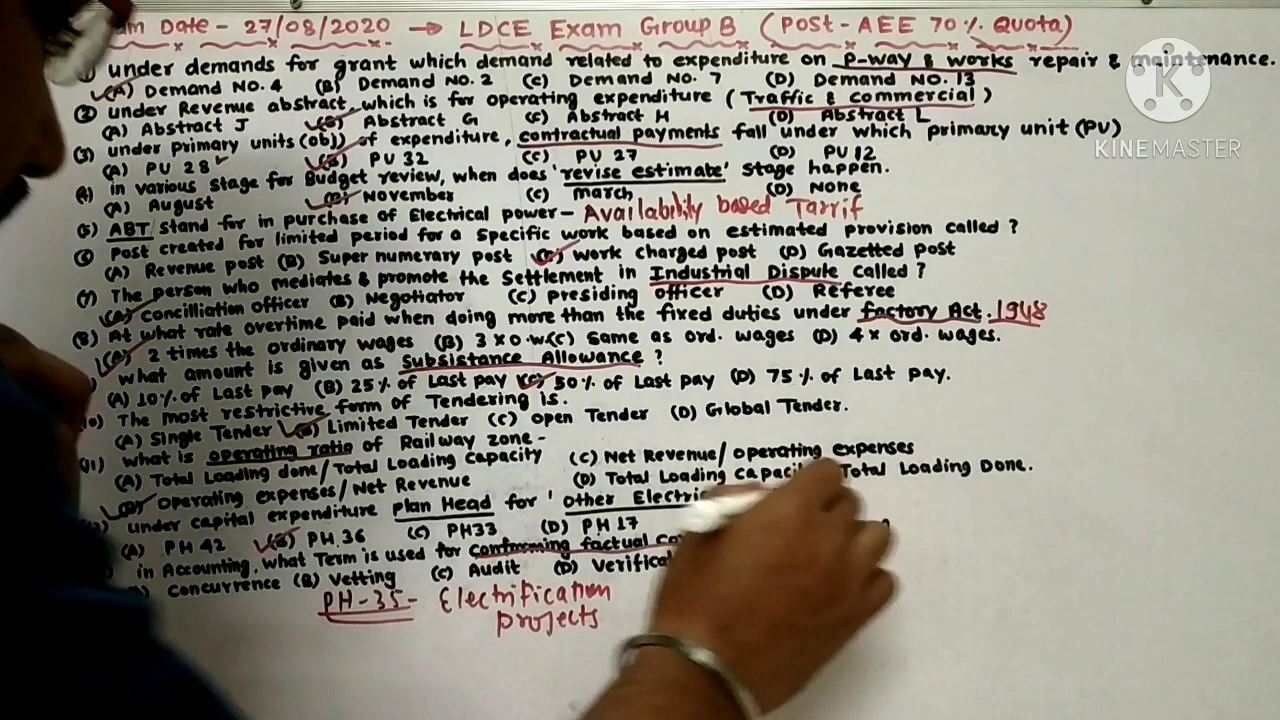 Date - 27/08/2020 → LDCE Exam Group B (Post - AEE 70% Quota)
1) under demands for grant which demand related to expenditure on P-way & works repair & maintenance.
(A) Demand No. 4 (B) Demand No. 2 (C) Demand No. 7 (D) Demand No. 13
(2) under Revenue abstract, which is for operating expenditure (Traffic & commercial)
(A) Abstract J (B) Abstract G (C) Abstract H (D) Abstract L
(3) under primary units (obj) of expenditure, contractual payments fall under which primary unit (PU)
(A) PU 28 (B) PU 32 (C) PU 27 (D) PU 12
(4) in various stage for Budget review, when does 'revise estimate' stage happen.
(A) August (B) November (C) march (D) None
(5) ABT stand for in purchase of Electrical power - Availability based Tarrif
(6) Post created for limited period for a specific work based on estimated provision called ?
(A) Revenue post (B) Super numerary post (C) work charged post (D) Gazetted post
(7) The person who mediates & promote the Settlement in Industrial Dispute called ?
(A) concilliation officer (B) Negotiator (C) presiding officer (D) Referee
(8) At what rate overtime paid when doing more than the fixed duties under factory Act. 1948
(A) 2 times the ordinary wages (B) 3 x o.w (C) Same as ord. wages (D) 4 x ord. wages.
what amount is given as Subsistance Allowance ?
(A) 10% of Last pay (B) 25% of Last pay (C) 50% of Last pay (D) 75% of Last pay.
The most restrictive form of Tendering is.
(A) Single Tender (B) Limited Tender (C) open Tender (D) Global Tender.
(11) what is operating ratio of Railway zone -
(A) Total Loading done / Total Loading capacity (C) Net Revenue / operating expenses
(B) operating expenses / Net Revenue (D) Total Loading Total Loading Done.
under capital expenditure plan Head for 'other
(A) PH 42 (B) PH 36 (C) PH33 (D) PH 17
in Accounting, what Term is used for conforming factual
concurrence (B) Vetting (C) Audit (D)
PH-35- Electrification
projects
KINEMASTER